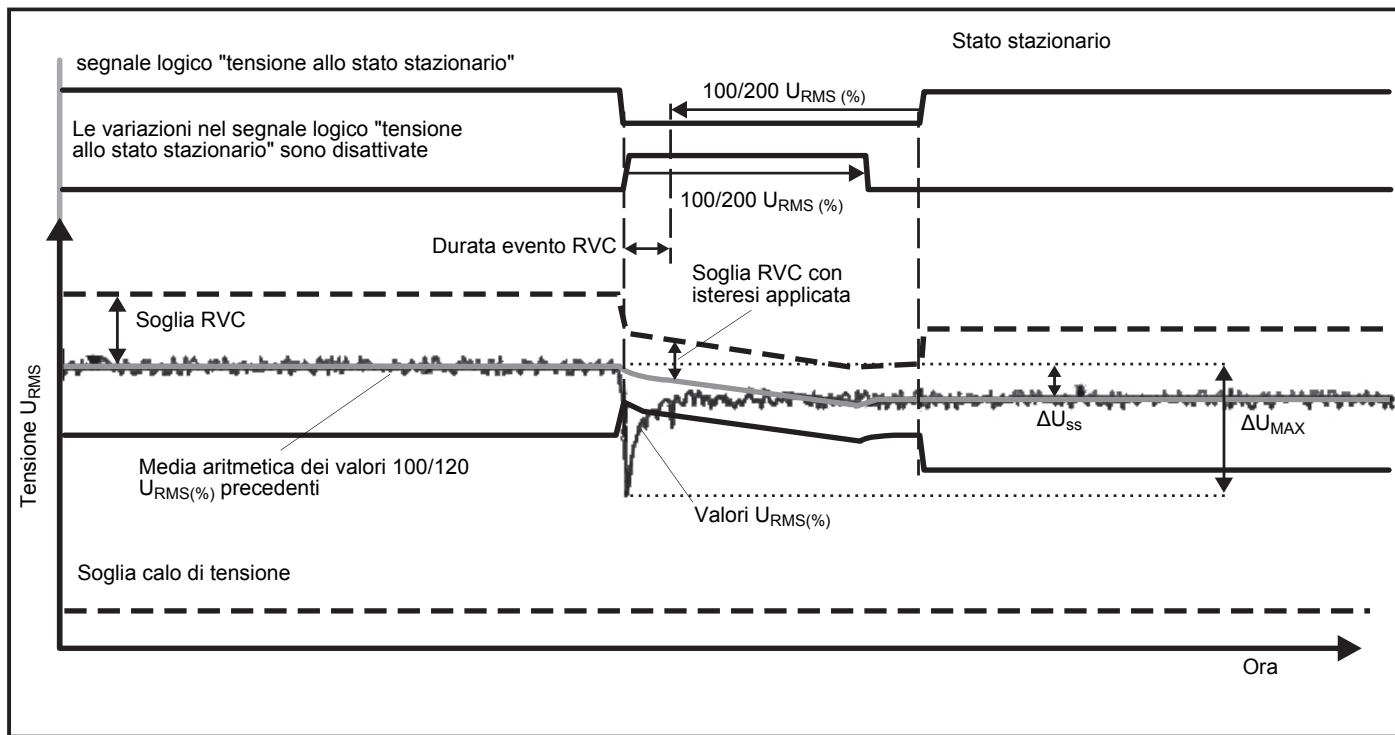 Stato stazionario
segnale logico "tensione allo stato stazionario"
100/200 URMS (%)
Le variazioni nel segnale logico "tensione
allo stato stazionario" sono disattivate
100/200 URMS (%)
Durata evento RVC
Soglia RVC con
isteresi applicata
Soglia RVC
Tensione URMS
ΔUss
ΔUMAX
Media aritmetica dei valori 100/120
URMS(%) precedenti
Valori URMS(%)
Soglia calo di tensione
Ora